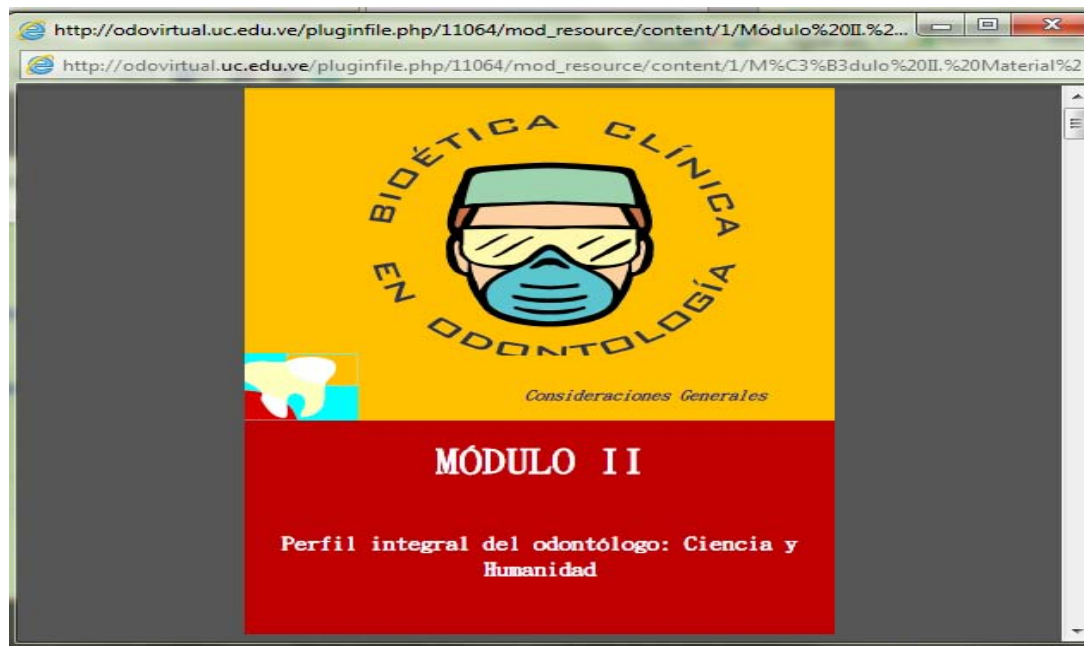 http://odovirtual.uc.edu.ve/pluginfile.php/11064/mod_resource/content/1/Módulo%20II.%2...
http://odovirtual.uc.edu.ve/pluginfile.php/11064/mod_resource/content/1/M%C3%B3dulo%20II.%20Material%2
BIOÉTICA CLÍNICA
EN ODONTOLOGÍA
Consideraciones Generales
MÓDULO II
Perfil integral del odontólogo: Ciencia y
Humanidad